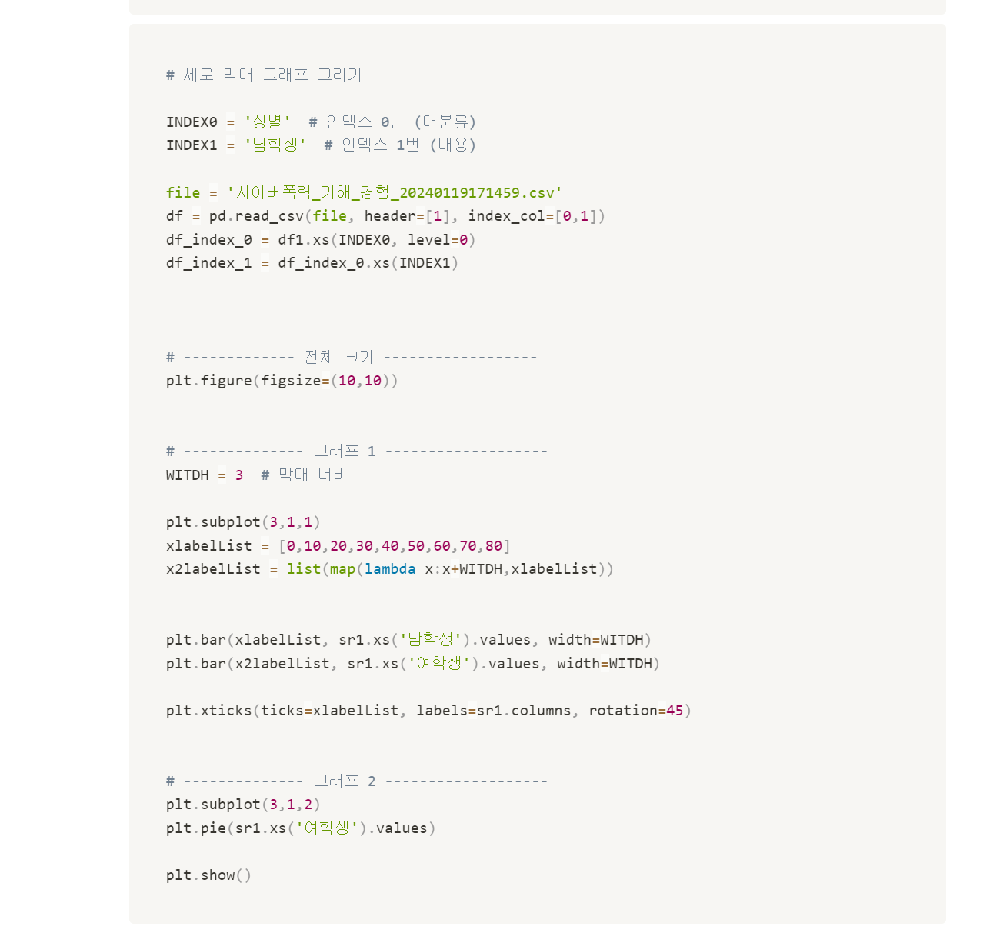 # 세로 막대 그래프 그리기
INDEX0 = '성별'  # 인덱스 0번 (대분류)
INDEX1 = '남학생'  # 인덱스 1번 (내용)
file = '사이버폭력_가해_경험_20240119171459.csv'
df = pd.read_csv(file, header=[1], index_col=[0,1])
df_index_0 = df1.xs(INDEX0, level=0)
df_index_1 = df_index_0.xs(INDEX1)
# ------------- 전체 크기 ------------------
plt.figure(figsize=(10,10))
# -------------- 그래프 1 -------------------
WITDH = 3  # 막대 너비
plt.subplot(3,1,1)
xlabelList = [0,10,20,30,40,50,60,70,80]
x2labelList = list(map(lambda x:x+WITDH,xlabelList))
plt.bar(xlabelList, sr1.xs('남학생').values, width=WITDH)
plt.bar(x2labelList, sr1.xs('여학생').values, width=WITDH)
plt.xticks(ticks=xlabelList, labels=sr1.columns, rotation=45)
# -------------- 그래프 2 -------------------
plt.subplot(3,1,2)
plt.pie(sr1.xs('여학생').values)
plt.show()